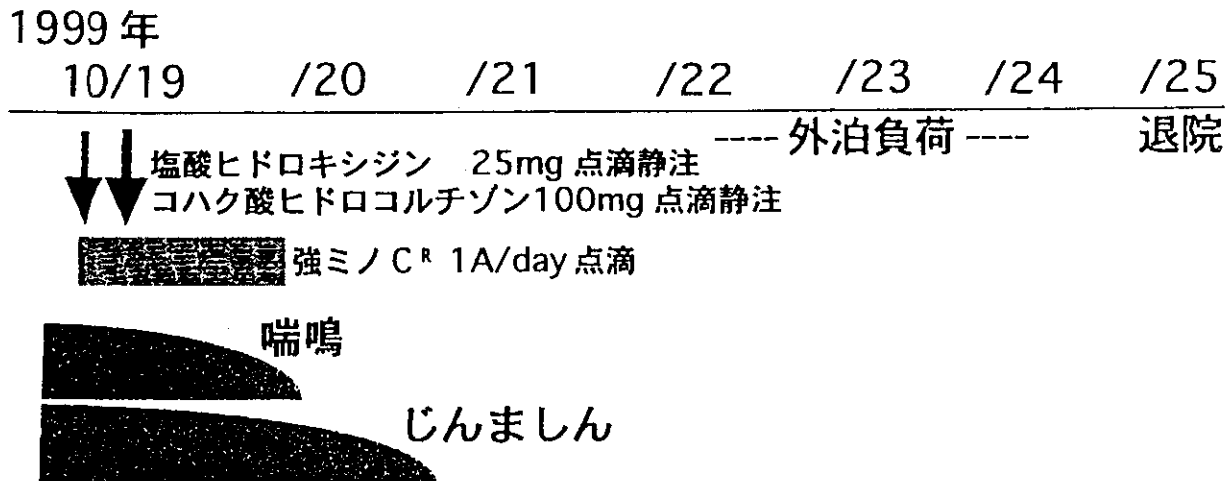 1999年
10/19 /20 /21 /22 /23 /24 /25
---- 外泊負荷 ---- 退院
塩酸ヒドロキシジン 25mg 点滴静注
コハク酸ヒドロコルチゾン100mg 点滴静注
強ミノCᴿ 1A/day 点滴
喘鳴
じんましん